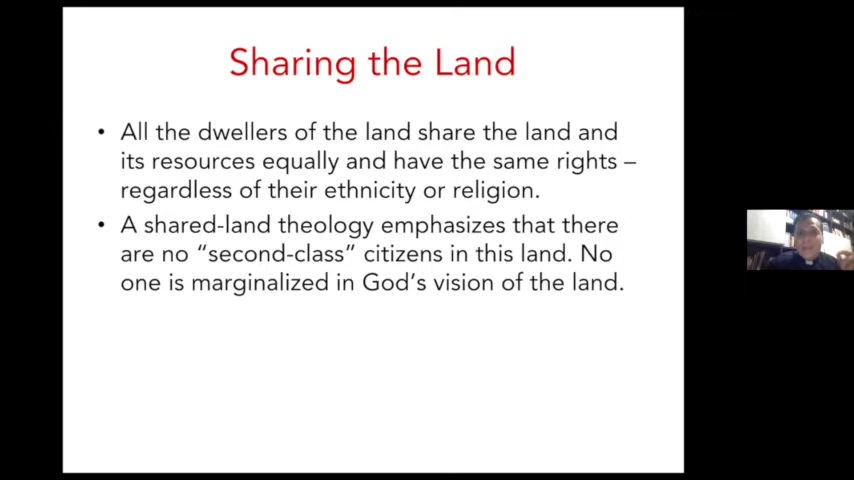 Sharing the Land
• All the dwellers of the land share the land and
its resources equally and have the same rights –
regardless of their ethnicity or religion.
• A shared-land theology emphasizes that there
are no “second-class” citizens in this land. No
one is marginalized in God’s vision of the land.